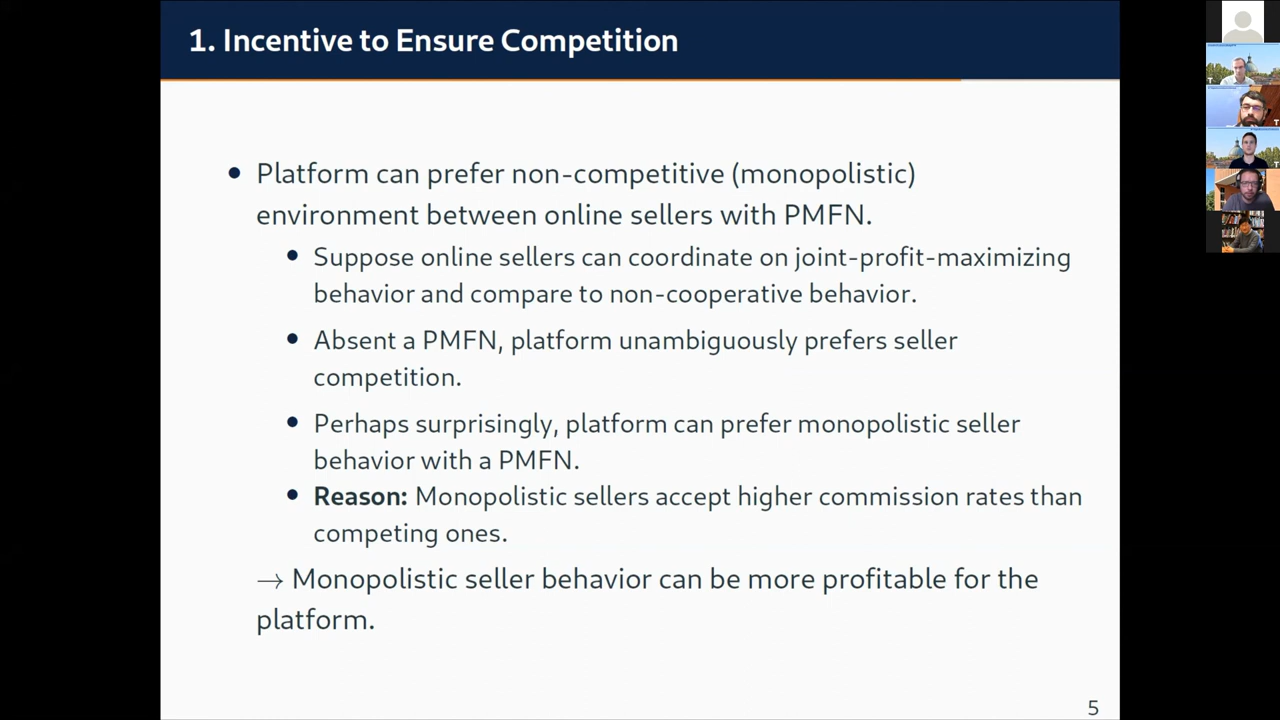 1. Incentive to Ensure Competition
• Platform can prefer non-competitive (monopolistic)
environment between online sellers with PMFN.
• Suppose online sellers can coordinate on joint-profit-maximizing
behavior and compare to non-cooperative behavior.
• Absent a PMFN, platform unambiguously prefers seller
competition.
• Perhaps surprisingly, platform can prefer monopolistic seller
behavior with a PMFN.
• Reason: Monopolistic sellers accept higher commission rates than
competing ones.
→ Monopolistic seller behavior can be more profitable for the
platform.
5